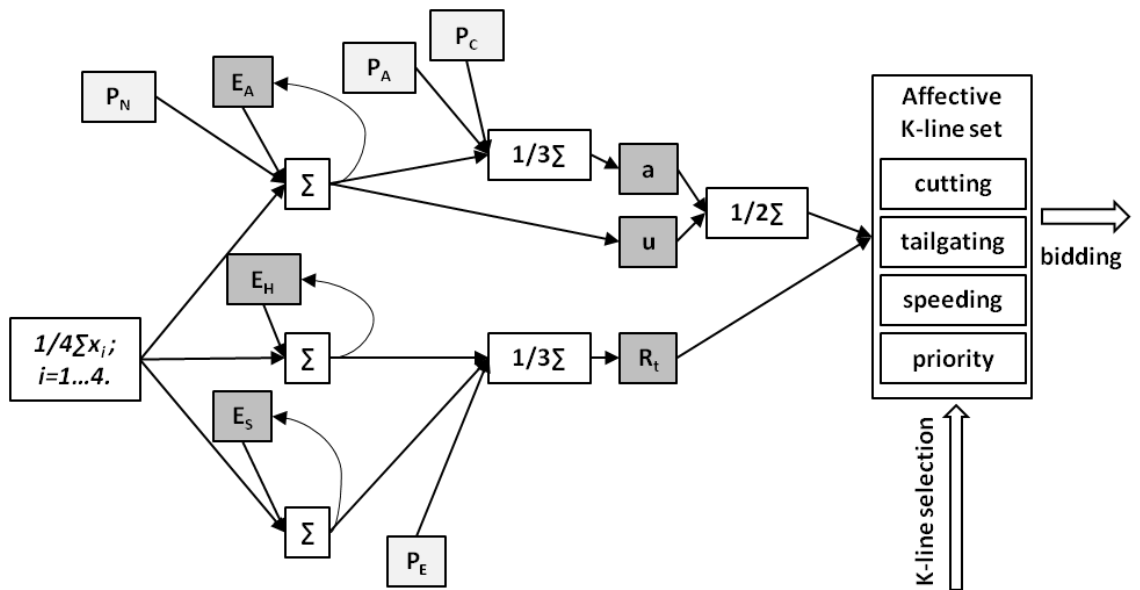 P_C
P_A
P_N
E_A
Affective
K-line set
1/3∑
a
cutting
∑
1/2∑
u
tailgating
bidding
E_H
speeding
1/4∑x_i;
i=1...4.
∑
1/3∑
R_t
priority
E_S
∑
P_E
K-line selection